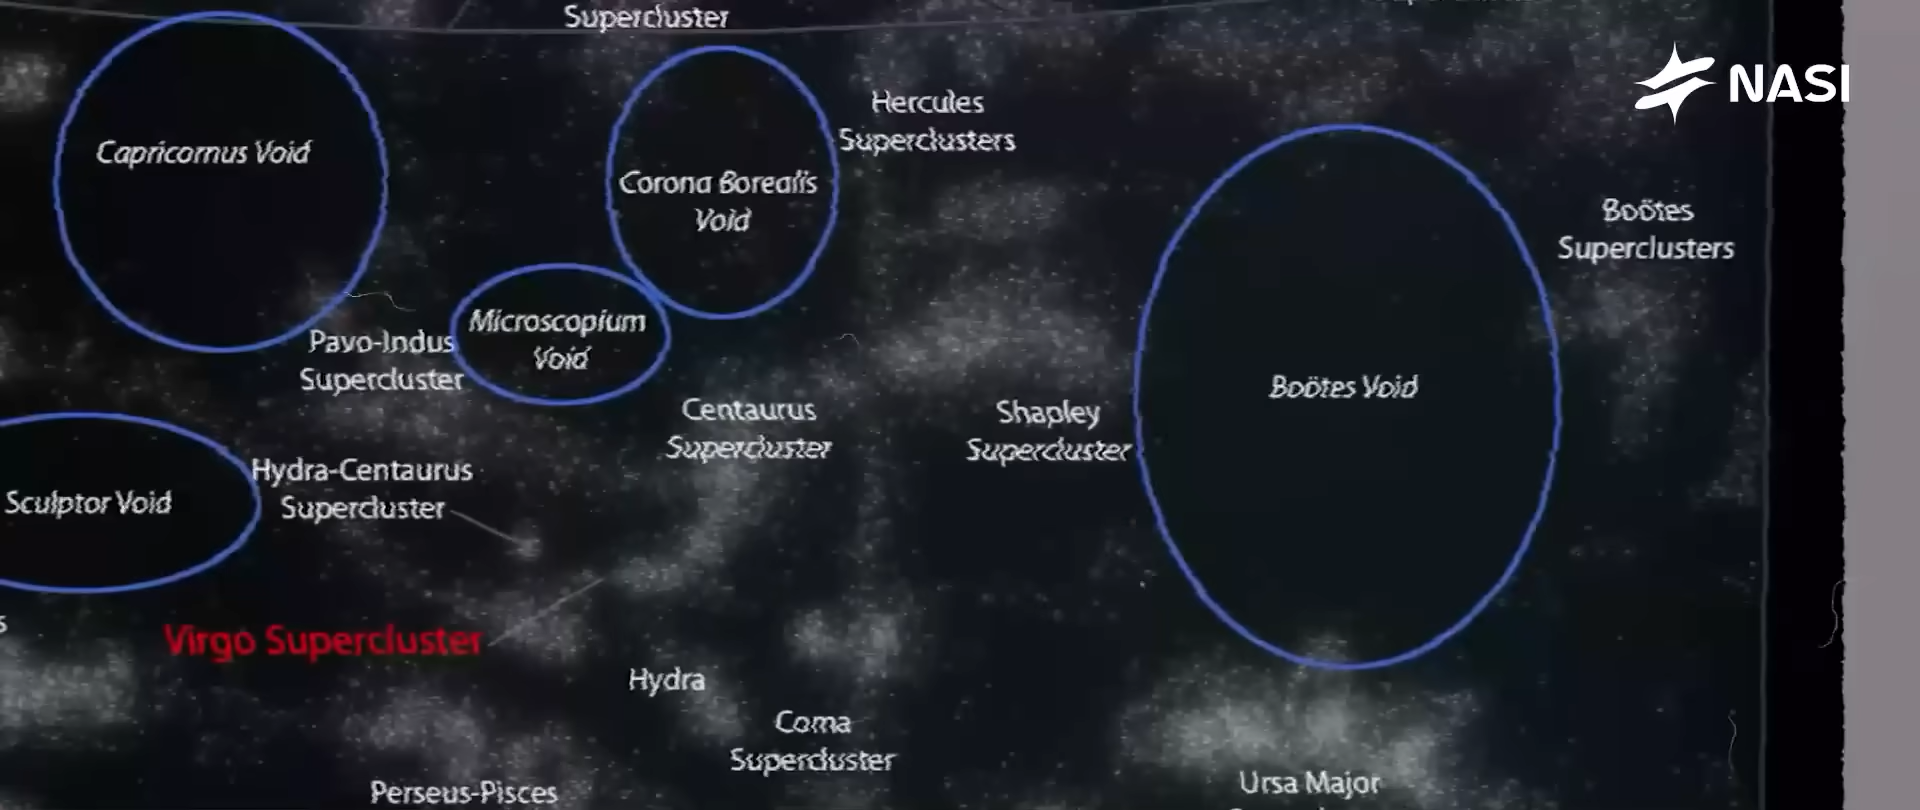 Supercluster
NASI
Hercules
Superclusters
Capricornus Void
Corona Borealis
Void
Boötes
Superclusters
Microscopium
Void
Pavo-Indus
Supercluster
Boötes Void
Centaurus
Supercluster
Shapley
Supercluster
Hydra-Centaurus
Supercluster
Sculptor Void
Virgo Supercluster
Hydra
Coma
Supercluster
Perseus-Pisces
Ursa Major